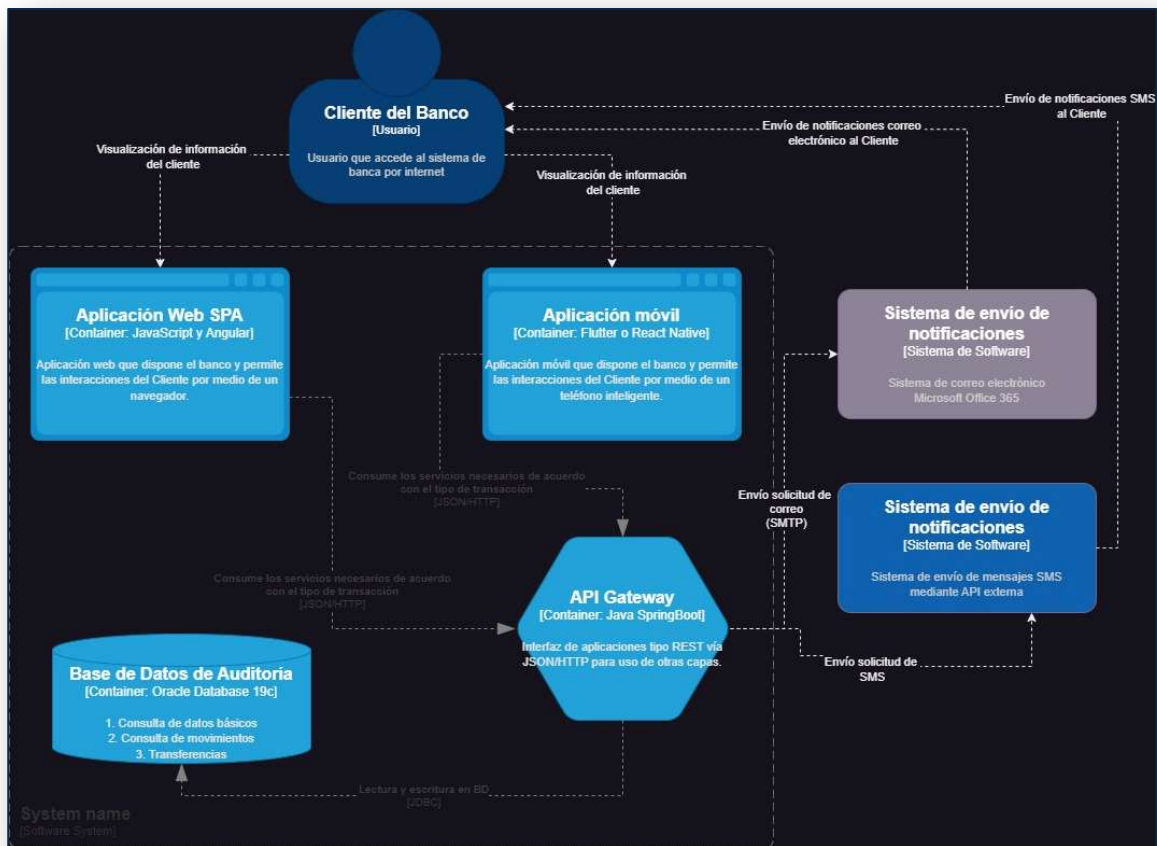 Cliente del Banco
[Usuario]
Usuario que accede al sistema de
banca por internet
Envío de notificaciones SMS
al Cliente
Envío de notificaciones correo
electrónico al Cliente
Visualización de información
del cliente
Visualización de información
del cliente
Aplicación Web SPA
[Container: JavaScript y Angular]
Aplicación web que dispone el banco y permite
las interacciones del Cliente por medio de un
navegador.
Aplicación móvil
[Container: Flutter o React Native]
Aplicación móvil que dispone el banco y permite
las interacciones del Cliente por medio de un
teléfono inteligente.
Sistema de envío de
notificaciones
[Sistema de Software]
Sistema de correo electrónico
Microsoft Office 365
Consume los servicios necesarios de acuerdo
con el tipo de transacción
[JSON/HTTP]
Envío solicitud de
correo
(SMTP)
Sistema de envío de
notificaciones
[Sistema de Software]
Sistema de envío de mensajes SMS
mediante API externa
Consume los servicios necesarios de acuerdo
con el tipo de transacción
[JSON/HTTP]
API Gateway
[Container: Java SpringBoot]
Interfaz de aplicaciones tipo REST vía
JSON/HTTP para uso de otras capas.
Envío solicitud de
SMS
Base de Datos de Auditoría
[Container: Oracle Database 19c]
1. Consulta de datos básicos
2. Consulta de movimientos
3. Transferencias
Lectura y escritura en BD
[JDBC]
System name
[Software System]